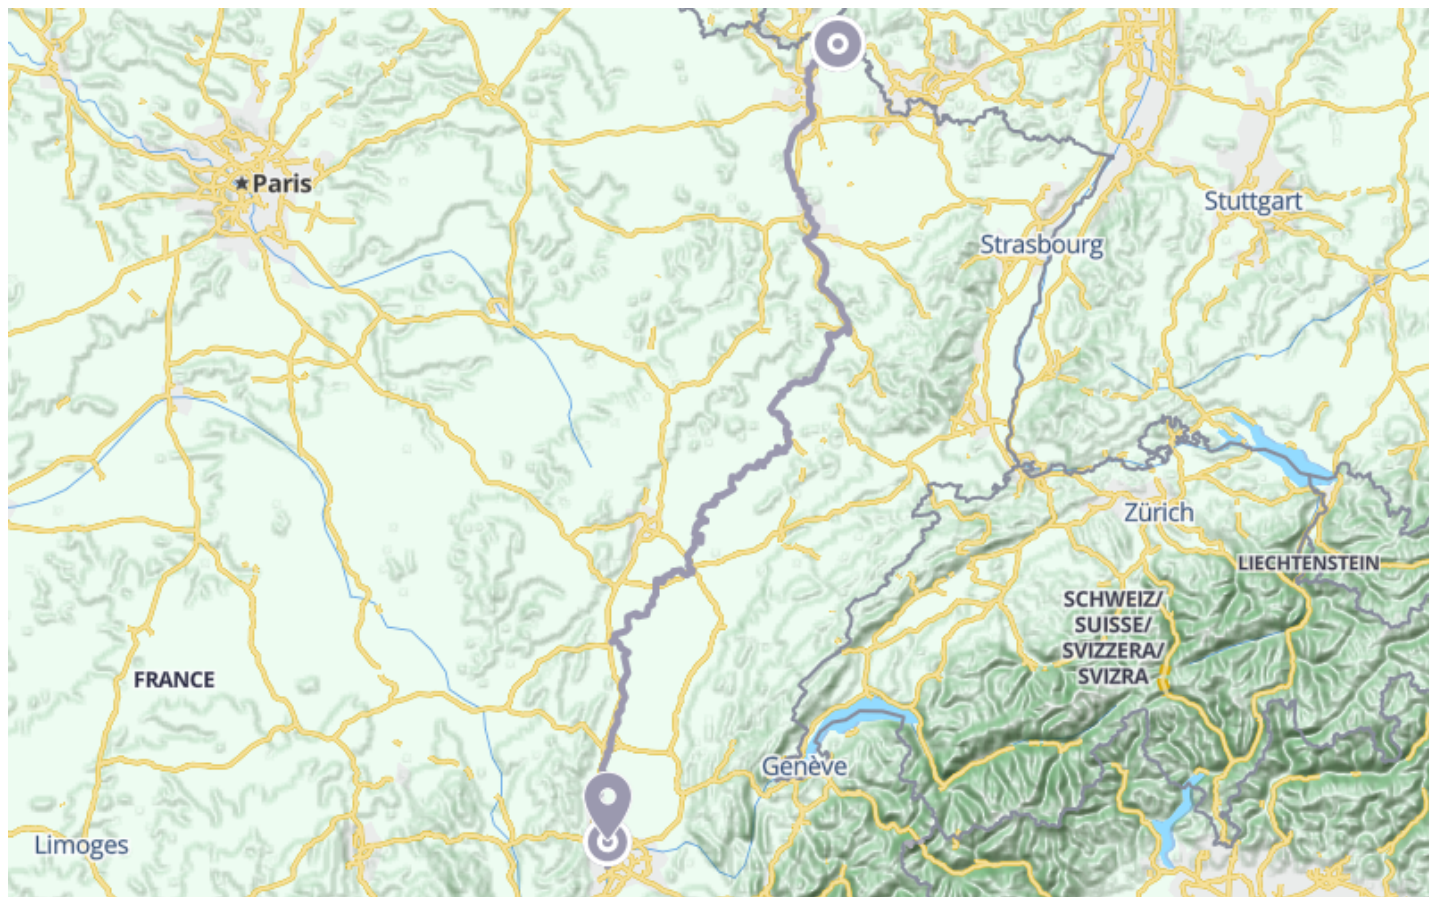 Paris
Stuttgart
Strasbourg
Zürich
LIECHTENSTEIN
SCHWEIZ/
SUISSE/
SVIZZERA/
SVIZRA
FRANCE
Genève
Limoges